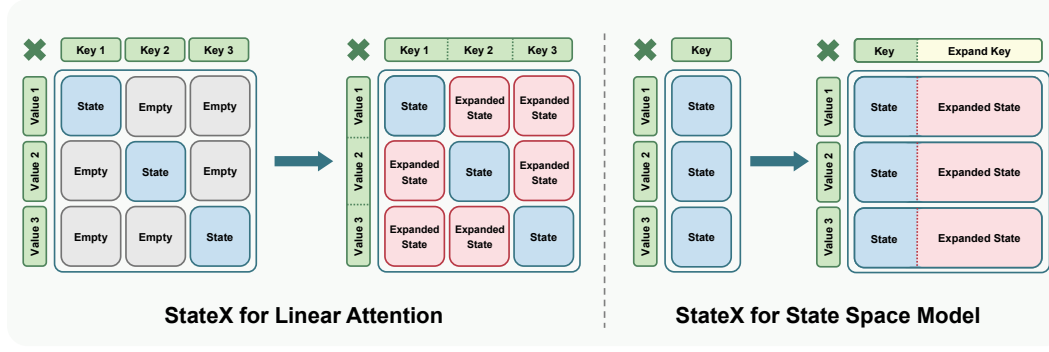 Key 1 Key 2 Key 3
Value 1
State Empty Empty
Value 2
Empty State Empty
Value 3
Empty Empty State
Key 1 Key 2 Key 3
Value 1
State Expanded State Expanded State
Value 2
Expanded State State Expanded State
Value 3
Expanded State Expanded State State
StateX for Linear Attention
Key
Value 1
State
Value 2
State
Value 3
State
Key Expand Key
Value 1
State Expanded State
Value 2
State Expanded State
Value 3
State Expanded State
StateX for State Space Model